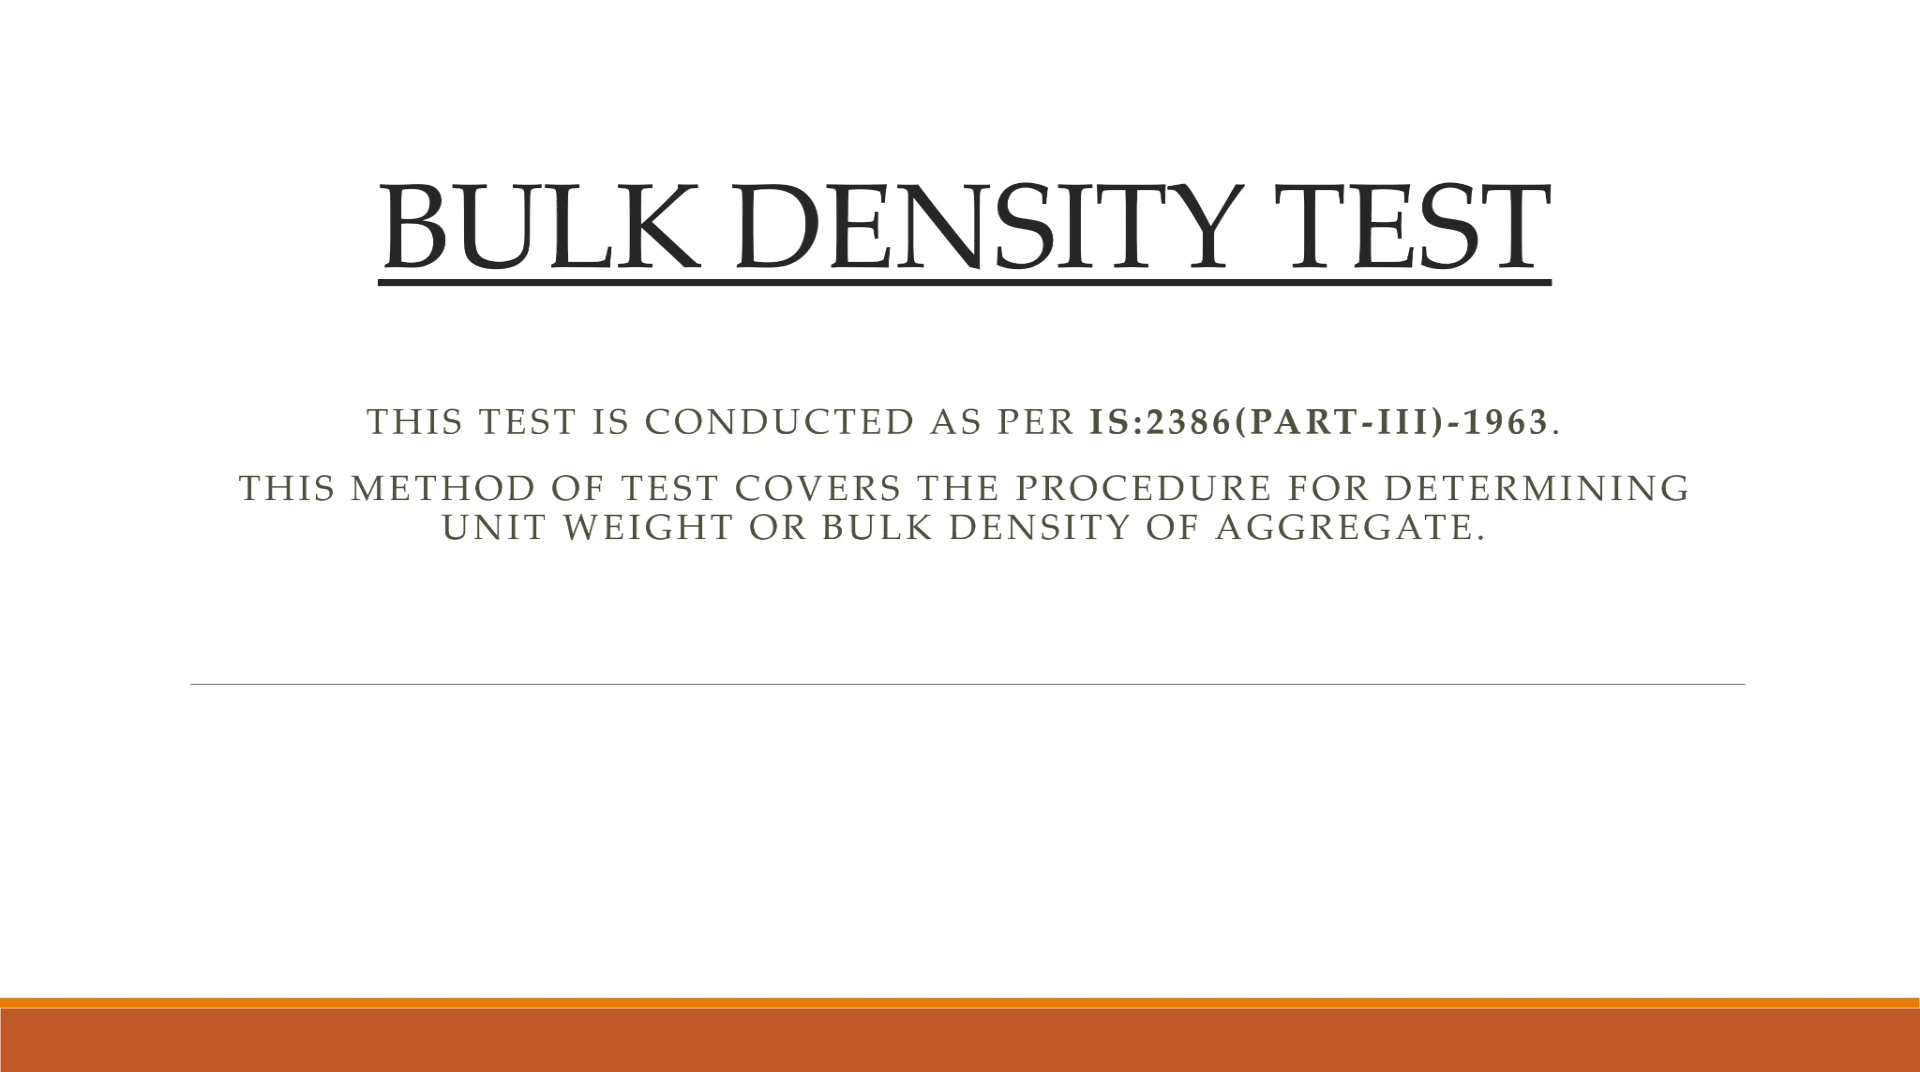 BULK DENSITY TEST
THIS TEST IS CONDUCTED AS PER IS:2386(PART-III)-1963.
THIS METHOD OF TEST COVERS THE PROCEDURE FOR DETERMINING
UNIT WEIGHT OR BULK DENSITY OF AGGREGATE.